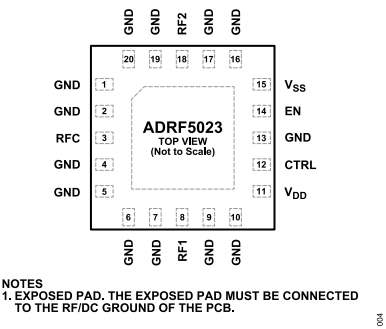 GND GND RF2 GND GND
20 19 18 17 16
GND 1 15 VSS
GND 2 14 EN
RFC 3 13 GND
GND 4 12 CTRL
GND 5 11 VDD
ADRF5023
TOP VIEW
(Not to Scale)
6 7 8 9 10
GND GND RF1 GND GND
NOTES
1. EXPOSED PAD. THE EXPOSED PAD MUST BE CONNECTED
TO THE RF/DC GROUND OF THE PCB.
004